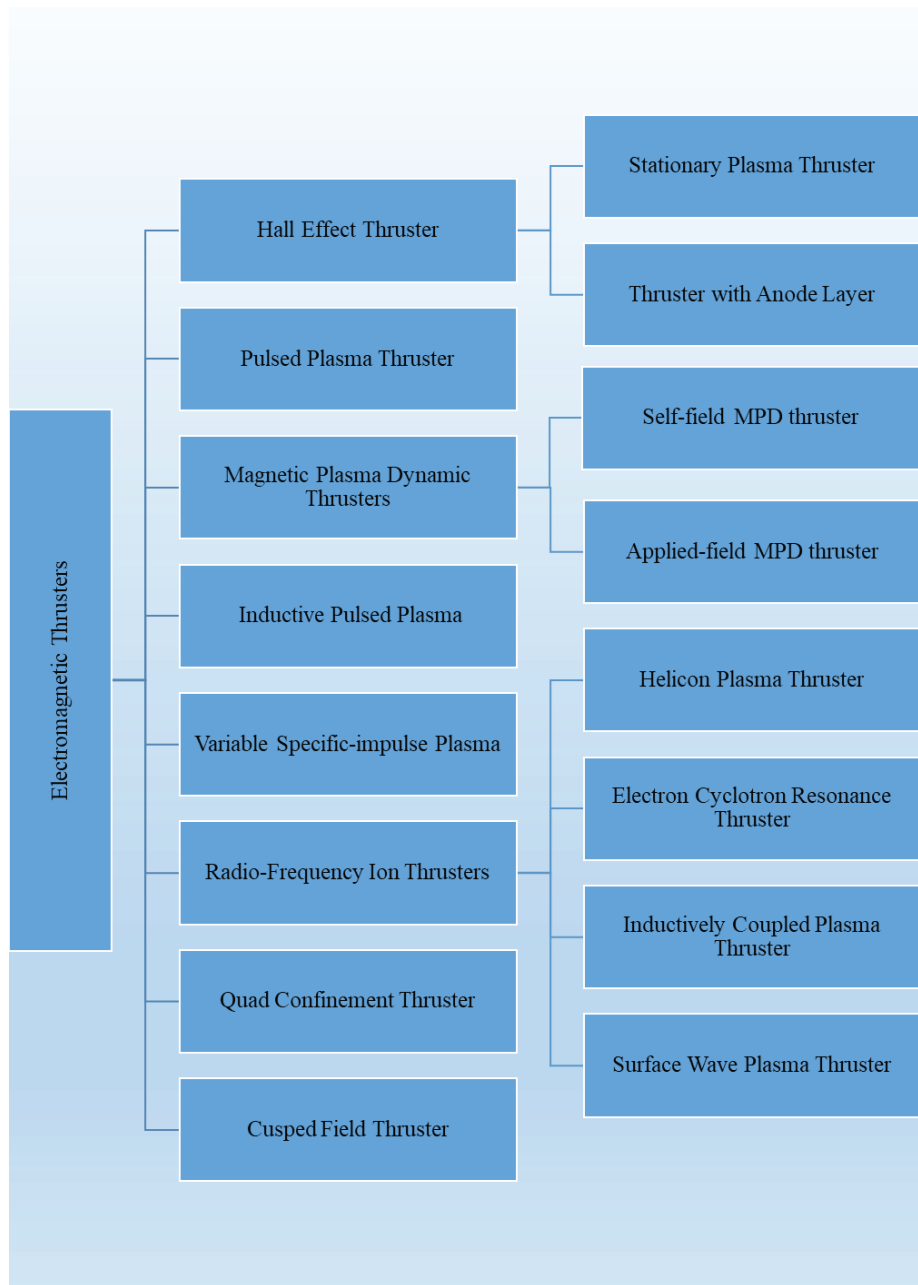 Electromagnetic Thrusters
Hall Effect Thruster
Stationary Plasma Thruster
Thruster with Anode Layer
Pulsed Plasma Thruster
Magnetic Plasma Dynamic
Thrusters
Self-field MPD thruster
Applied-field MPD thruster
Inductive Pulsed Plasma
Variable Specific-impulse Plasma
Radio-Frequency Ion Thrusters
Helicon Plasma Thruster
Electron Cyclotron Resonance
Thruster
Inductively Coupled Plasma
Thruster
Surface Wave Plasma Thruster
Quad Confinement Thruster
Cusped Field Thruster